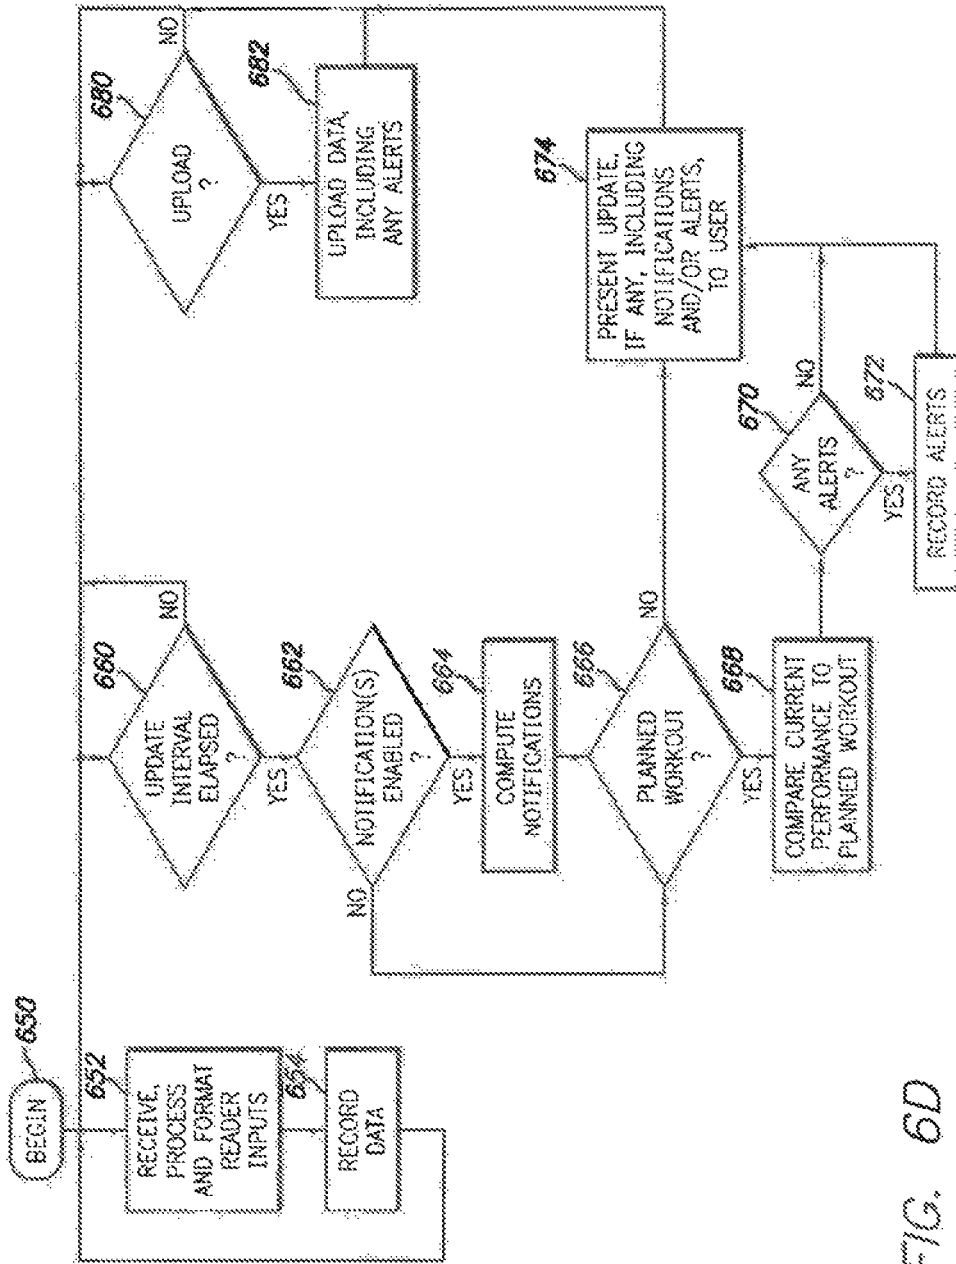 BEGIN
650
RECEIVE,
PROCESS
AND FORMAT
READER
INPUTS
652
RECORD
DATA
654
UPDATE
INTERVAL
ELAPSED
?
660
NO
YES
NOTIFICATION(S)
ENABLED
?
662
NO
YES
COMPUTE
NOTIFICATIONS
664
PLANNED
WORKOUT
?
666
NO
YES
COMPARE CURRENT
PERFORMANCE TO
PLANNED WORKOUT
668
ANY
ALERTS
?
670
NO
YES
RECORD ALERTS
672
PRESENT UPDATE,
IF ANY, INCLUDING
NOTIFICATIONS
AND/OR ALERTS,
TO USER
674
UPLOAD
?
680
NO
YES
UPLOAD DATA,
INCLUDING
ANY ALERTS
682
FIG. 6D